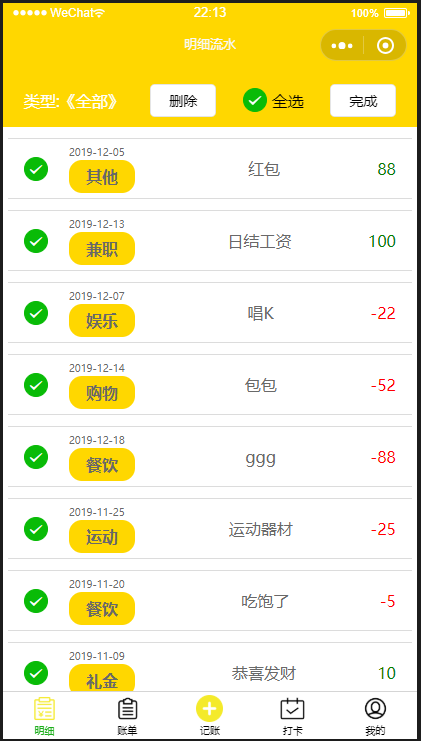 WeChat 22:13 100%
明细流水
类型:《全部》 删除 全选 完成
2019-12-05
其他 红包 88
2019-12-13
兼职 日结工资 100
2019-12-07
娱乐 唱K -22
2019-12-14
购物 包包 -52
2019-12-18
餐饮 ggg -88
2019-11-25
运动 运动器材 -25
2019-11-20
餐饮 吃饱了 -5
2019-11-09
礼金 恭喜发财 10
明细 账单 记账 打卡 我的